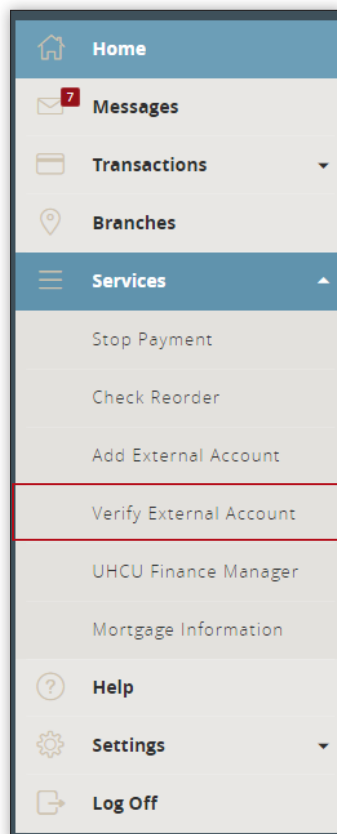 Home
7
Messages
Transactions
Branches
Services
Stop Payment
Check Reorder
Add External Account
Verify External Account
UHCU Finance Manager
Mortgage Information
Help
Settings
Log Off